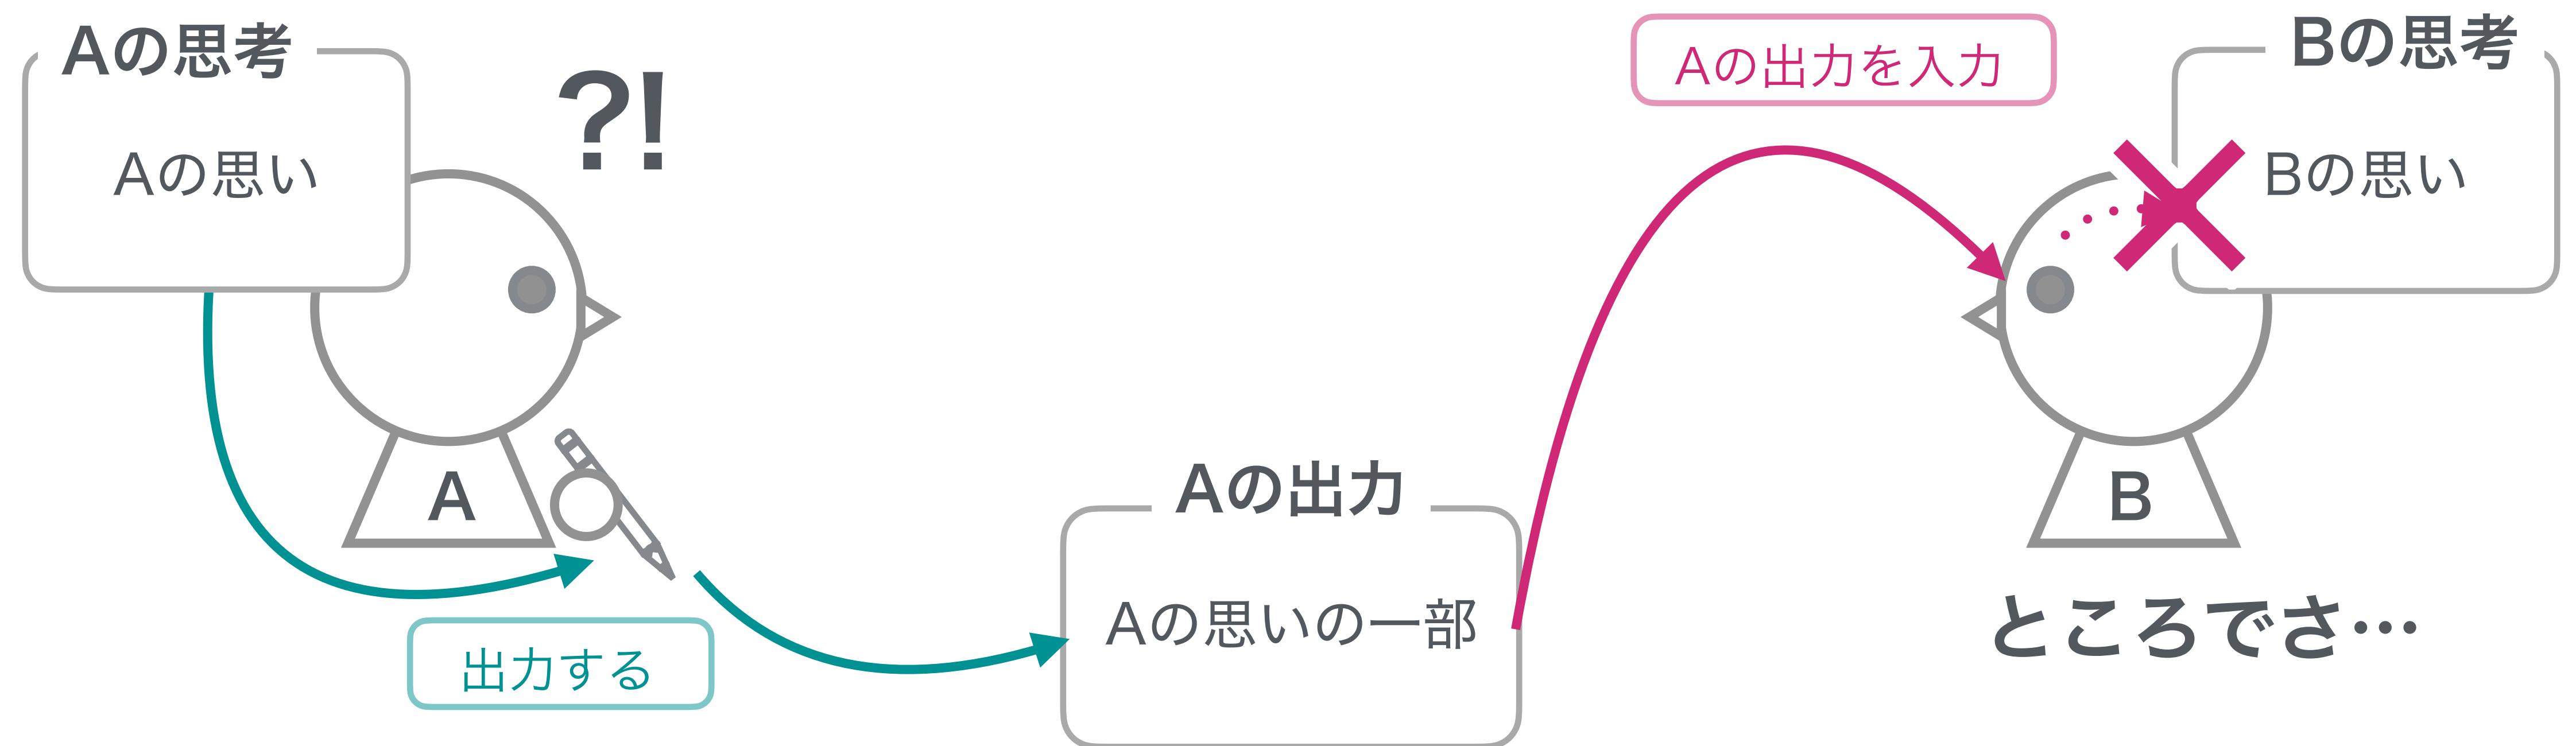 Aの思考
Aの思い
?!
A
出力する
Aの出力
Aの思いの一部
Aの出力を入力
Bの思考
Bの思い
B
ところでさ…